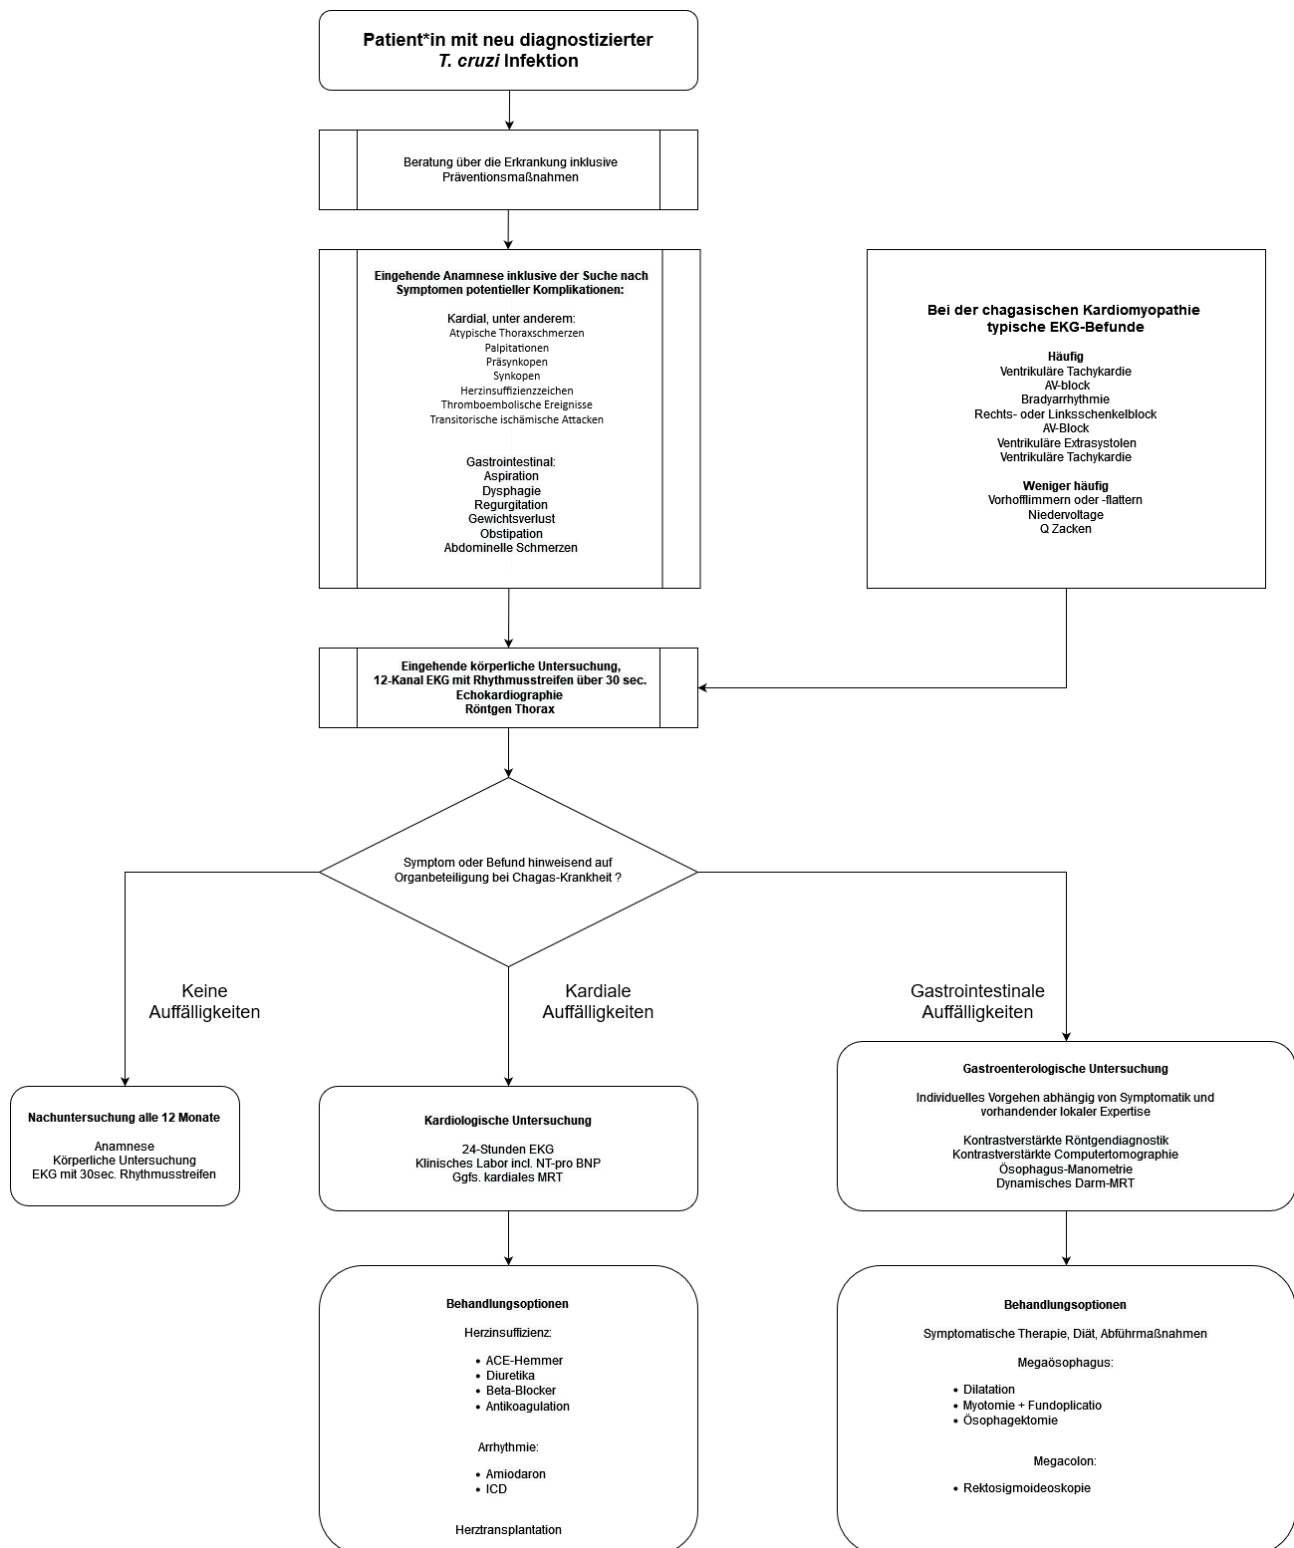 Patient*in mit neu diagnostizierter
T. cruzi Infektion
Beratung über die Erkrankung inklusive
Präventionsmaßnahmen
Eingehende Anamnese inklusive der Suche nach
Symptomen potentieller Komplikationen:
Kardial, unter anderem:
Atypische Thoraxschmerzen
Palpitationen
Präsynkopen
Synkopen
Herzinsuffizienzzeichen
Thromboembolische Ereignisse
Transitorische ischämische Attacken
Gastrointestinal:
Aspiration
Dysphagie
Regurgitation
Gewichtsverlust
Obstipation
Abdominelle Schmerzen
Bei der chagasischen Kardiomyopathie
typische EKG-Befunde
Häufig
Ventrikuläre Tachykardie
AV-block
Bradyarrhythmie
Rechts- oder Linksschenkelblock
AV-Block
Ventrikuläre Extrasystolen
Ventrikuläre Tachykardie
Weniger häufig
Vorhofflimmern oder -flattern
Niedervoltage
Q Zacken
Eingehende körperliche Untersuchung,
12-Kanal EKG mit Rhythmusstreifen über 30 sec.
Echokardiographie
Röntgen Thorax
Symptom oder Befund hinweisend auf
Organbeteiligung bei Chagas-Krankheit ?
Keine
Auffälligkeiten
Kardiale
Auffälligkeiten
Gastrointestinale
Auffälligkeiten
Nachuntersuchung alle 12 Monate
Anamnese
Körperliche Untersuchung
EKG mit 30sec. Rhythmusstreifen
Kardiologische Untersuchung
24-Stunden EKG
Klinisches Labor incl. NT-pro BNP
Ggfs. kardiales MRT
Gastroenterologische Untersuchung
Individuelles Vorgehen abhängig von Symptomatik und
vorhandender lokaler Expertise
Kontrastverstärkte Röntgendiagnostik
Kontrastverstärkte Computertomographie
Ösophagus-Manometrie
Dynamisches Darm-MRT
Behandlungsoptionen
Herzinsuffizienz:
• ACE-Hemmer
• Diuretika
• Beta-Blocker
• Antikoagulation
Arrhythmie:
• Amiodaron
• ICD
Herztransplantation
Behandlungsoptionen
Symptomatische Therapie, Diät, Abführmaßnahmen
Megaösophagus:
• Dilatation
• Myotomie + Fundoplicatio
• Ösophagektomie
Megacolon:
• Rektosigmoideoskopie